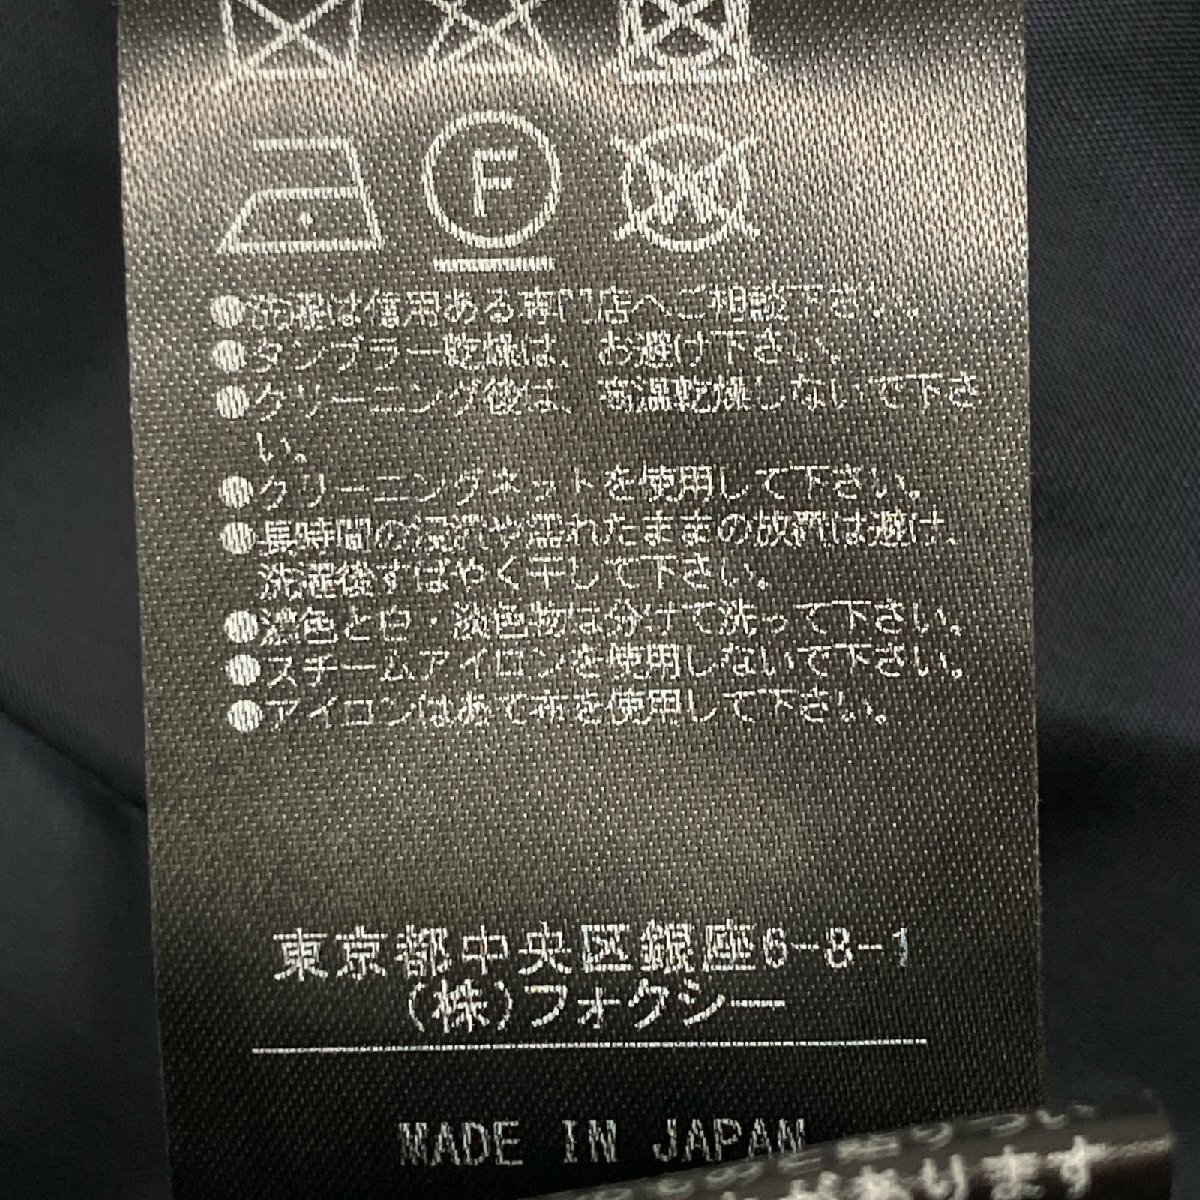 F
W
●洗濯は信用ある専門店へご相談下さい。
●タンブラー乾燥は、お避け下さい。
●クリーニング後は、高温乾燥しないで下さ
い。
●クリーニングネットを使用して下さい。
●長時間の浸漬や濡れたままの放置は避け、
洗濯後すばやく干して下さい。
●濃色と白・淡色物は分けて洗って下さい。
●スチームアイロンを使用しないで下さい。
●アイロンはあて布を使用して下さい。
東京都中央区銀座6-8-1
(株)フォクシー
MADE IN JAPAN
があります